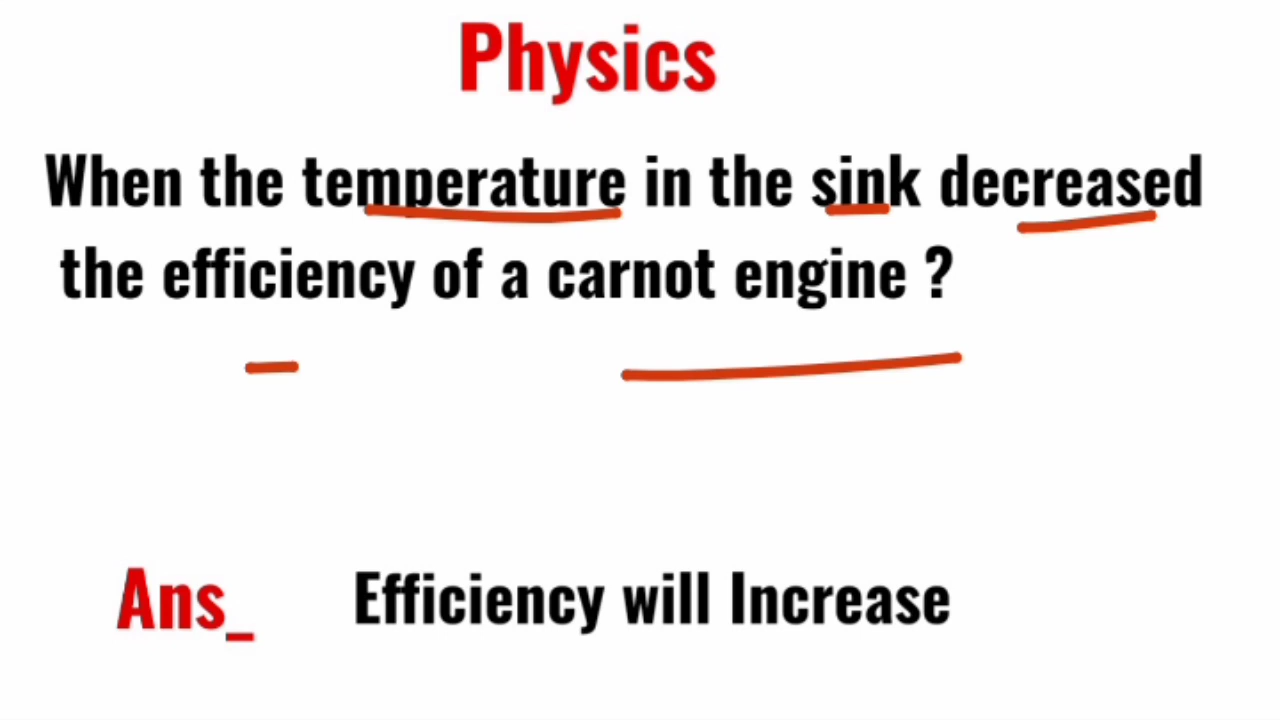 Physics
When the temperature in the sink decreased
the efficiency of a carnot engine ?
Ans_ Efficiency will Increase